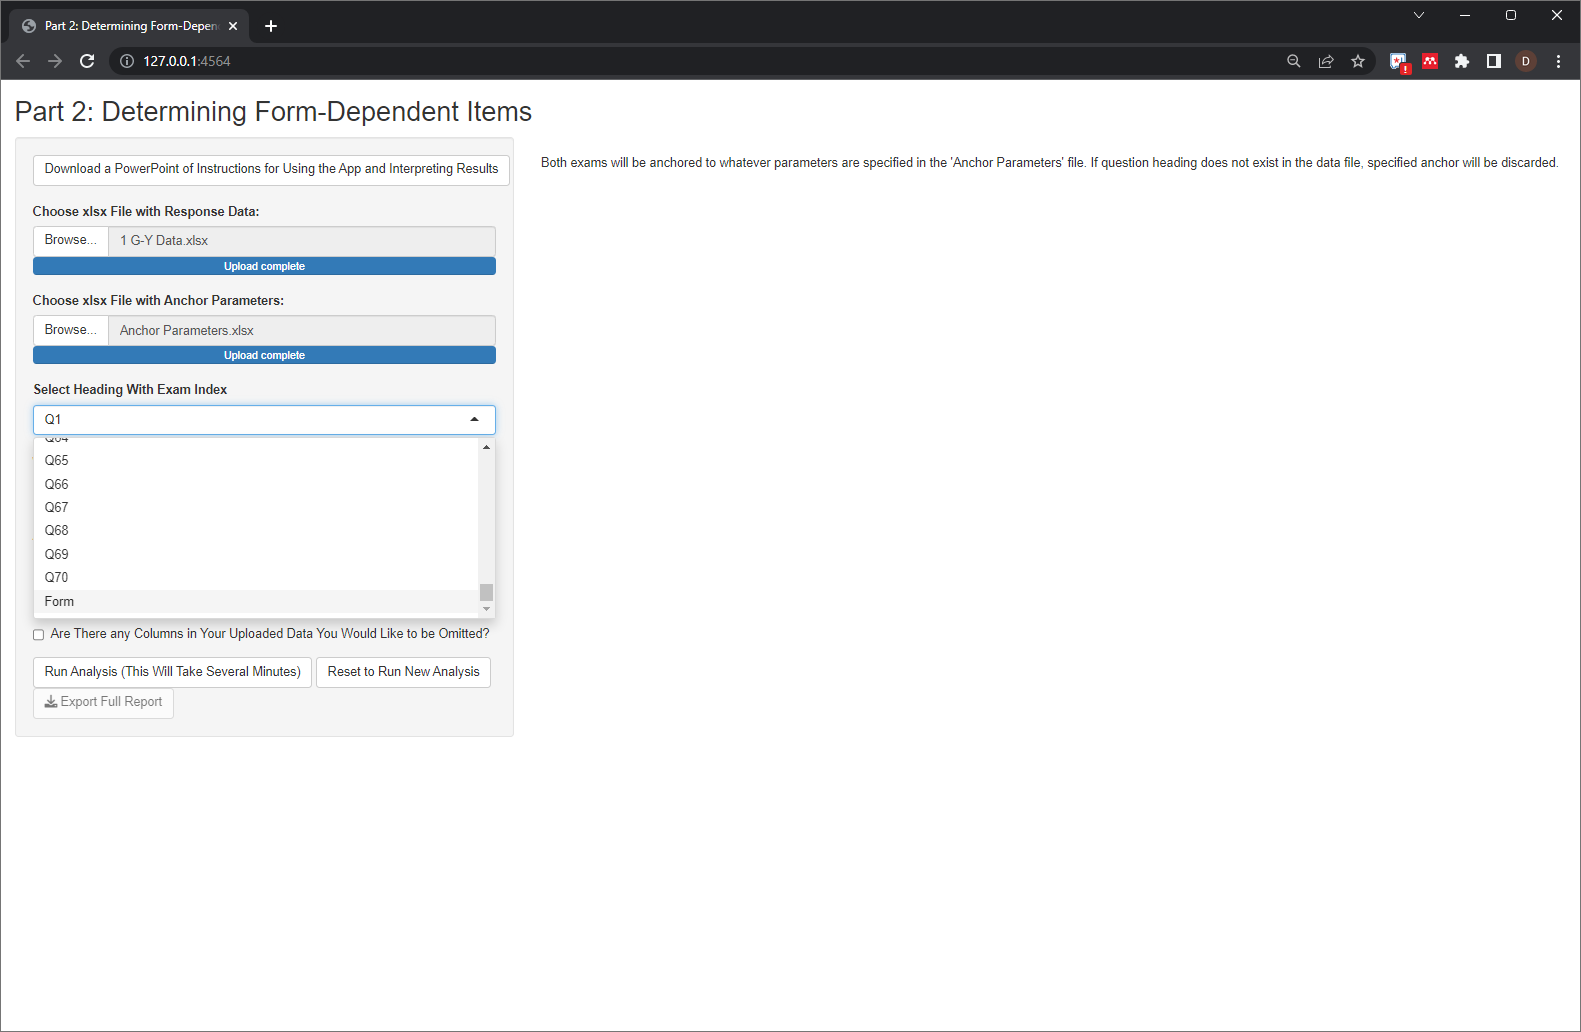 Part 2: Determining Form-Depen
127.0.0.1:4564
D
Part 2: Determining Form-Dependent Items
Download a PowerPoint of Instructions for Using the App and Interpreting Results
Both exams will be anchored to whatever parameters are specified in the 'Anchor Parameters' file. If question heading does not exist in the data file, specified anchor will be discarded.
Choose xlsx File with Response Data:
Browse... 1 G-Y Data.xlsx
Upload complete
Choose xlsx File with Anchor Parameters:
Browse... Anchor Parameters.xlsx
Upload complete
Select Heading With Exam Index
Q1
Q64
Q65
Q66
Q67
Q68
Q69
Q70
Form
Are There any Columns in Your Uploaded Data You Would Like to be Omitted?
Run Analysis (This Will Take Several Minutes) Reset to Run New Analysis
Export Full Report